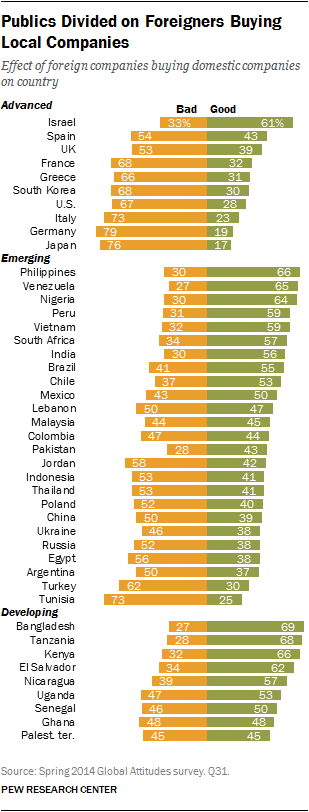 Publics Divided on Foreigners Buying
Local Companies
Effect of foreign companies buying domestic companies
on country
Advanced Bad Good
Israel 33% 61%
Spain 54 43
UK 53 39
France 68 32
Greece 66 31
South Korea 68 30
U.S. 67 28
Italy 73 23
Germany 79 19
Japan 76 17
Emerging
Philippines 30 66
Venezuela 27 65
Nigeria 30 64
Peru 31 59
Vietnam 32 59
South Africa 34 57
India 30 56
Brazil 41 55
Chile 37 53
Mexico 43 50
Lebanon 50 47
Malaysia 44 45
Colombia 47 44
Pakistan 28 43
Jordan 58 42
Indonesia 53 41
Thailand 53 41
Poland 52 40
China 50 39
Ukraine 46 38
Russia 52 38
Egypt 56 38
Argentina 50 37
Turkey 62 30
Tunisia 73 25
Developing
Bangladesh 27 69
Tanzania 28 68
Kenya 32 66
El Salvador 34 62
Nicaragua 39 57
Uganda 47 53
Senegal 46 50
Ghana 48 48
Palest. ter. 45 45
Source: Spring 2014 Global Attitudes survey. Q31.
PEW RESEARCH CENTER